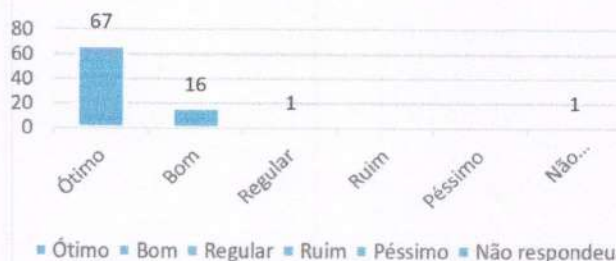 80
60
40
20
0
67
16
1
1
Ótimo
Bom
Regular
Ruim
Péssimo
Não...
Ótimo Bom Regular Ruim Péssimo Não respondeu